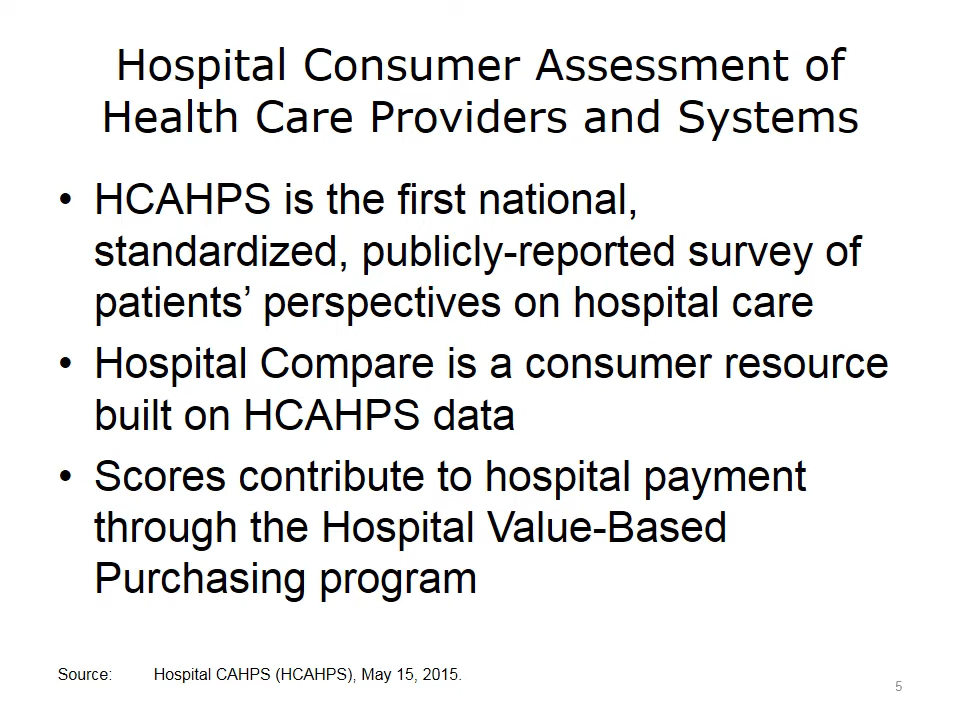 Hospital Consumer Assessment of
Health Care Providers and Systems
• HCAHPS is the first national,
standardized, publicly-reported survey of
patients’ perspectives on hospital care
• Hospital Compare is a consumer resource
built on HCAHPS data
• Scores contribute to hospital payment
through the Hospital Value-Based
Purchasing program
Source: Hospital CAHPS (HCAHPS), May 15, 2015.
5